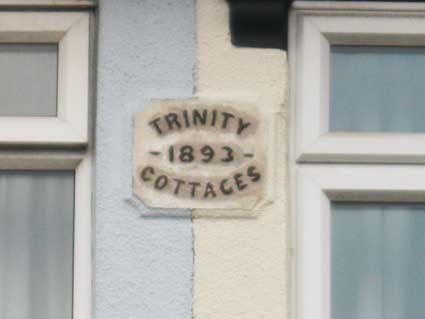 TRINITY
-1893-
COTTAGES